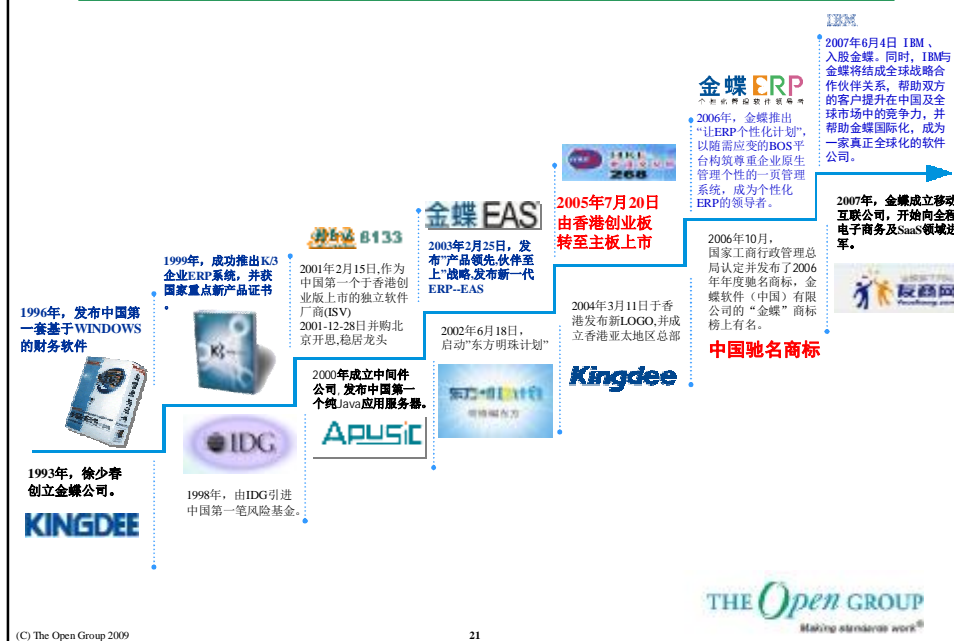 1993年，徐少春
创立金蝶公司。
KINGDEE
1996年，发布中国第
一套基于WINDOWS
的财务软件
1998年，由IDG引进
中国第一笔风险基金。
IDG
1999年，成功推出K/3
企业ERP系统，并获
国家重点新产品证书
。
K/3
2000年成立中间件
公司,发布中国第一
个纯Java应用服务器。
APUSIC
8133
2001年2月15日,作为
中国第一个于香港创
业版上市的独立软件
厂商(ISV)
2001-12-28日并购北
京开思,稳居龙头
2002年6月18日，
启动”东方明珠计划”
金蝶 EAS
2003年2月25日，发
布”产品领先,伙伴至
上”战略,发布新一代
ERP--EAS
2004年3月11日于香
港发布新LOGO,并成
立香港亚太地区总部
Kingdee
268
2005年7月20日
由香港创业板
转至主板上市
金蝶 ERP
个性化管理软件领导者
2006年，金蝶推出
“让ERP个性化计划”,
以随需应变的BOS平
台构筑尊重企业原生
管理个性的一页管理
系统，成为个性化
ERP的领导者。
2006年10月，
国家工商行政管理总
局认定并发布了2006
年年度驰名商标，金
蝶软件（中国）有限
公司的“金蝶”商标
榜上有名。
中国驰名商标
IBM
2007年6月4日 IBM 、
入股金蝶。同时，IBM与
金蝶将结成全球战略合
作伙伴关系，帮助双方
的客户提升在中国及全
球市场中的竞争力，并
帮助金蝶国际化，成为
一家真正全球化的软件
公司。
2007年，金蝶成立移动
互联公司，开始向全程
电子商务及SaaS领域进
军。
友商网
THE Open GROUP
Making standards work®
(C) The Open Group 2009
21